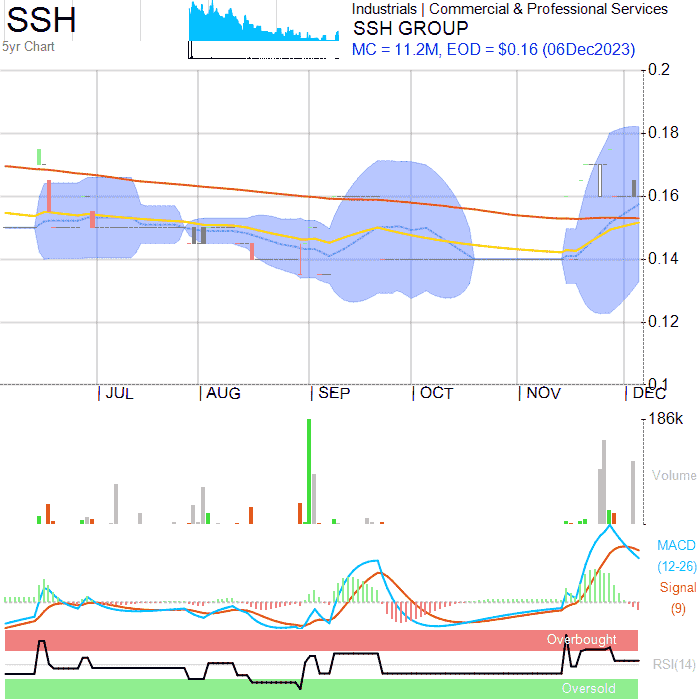 SSH
5yr Chart
Industrials | Commercial & Professional Services
SSH GROUP
MC = 11.2M, EOD = $0.16 (06Dec2023)
0.2
0.18
0.16
0.14
0.12
0.1
JUL AUG SEP OCT NOV DEC
186k
Volume
MACD
(12-26)
Signal
(9)
Overbought
RSI(14)
Oversold